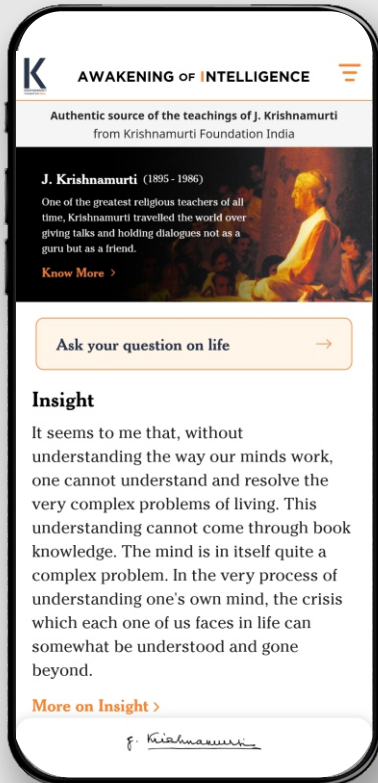 K
AWAKENING OF INTELLIGENCE
Authentic source of the teachings of J. Krishnamurti
from Krishnamurti Foundation India
J. Krishnamurti (1895 - 1986)
One of the greatest religious teachers of all
time, Krishnamurti travelled the world over
giving talks and holding dialogues not as a
guru but as a friend.
Know More >
Ask your question on life →
Insight
It seems to me that, without
understanding the way our minds work,
one cannot understand and resolve the
very complex problems of living. This
understanding cannot come through book
knowledge. The mind is in itself quite a
complex problem. In the very process of
understanding one's own mind, the crisis
which each one of us faces in life can
somewhat be understood and gone
beyond.
More on Insight >
J. Krishnamurti